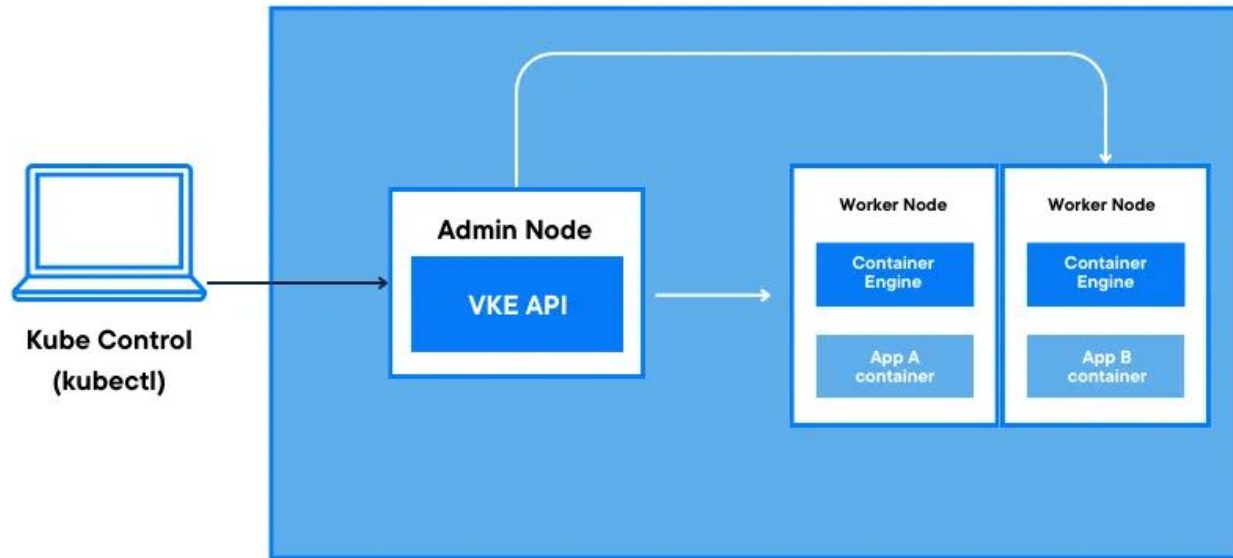 Kube Control
(kubectl)
Admin Node
VKE API
Worker Node
Container
Engine
App A
container
Worker Node
Container
Engine
App B
container